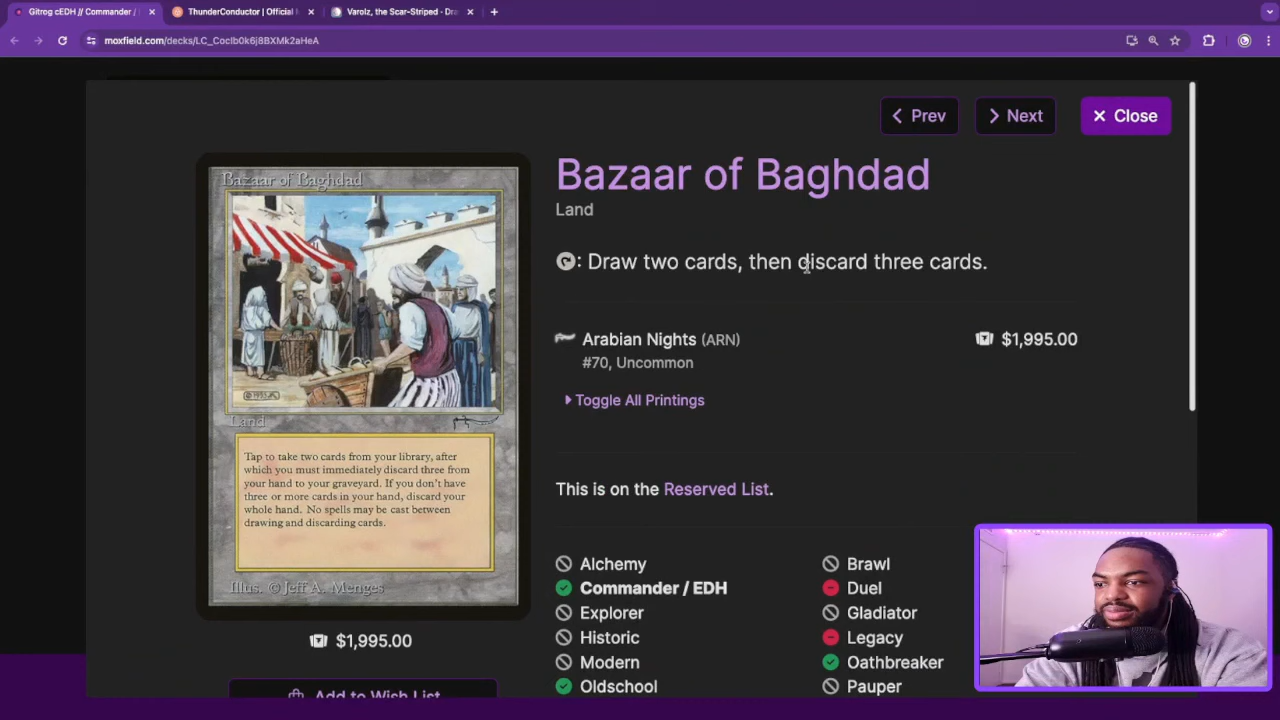 Gitrog cEDH // Commander /
ThunderConductor | Official
Varolz, the Scar-Striped - Dra
moxfield.com/decks/LC_CocIb0k6j8BXMk2aHeA
Prev
Next
Close
Bazaar of Baghdad
Land
Tap to take two cards from your library, after
which you must immediately discard three from
your hand to your graveyard. If you don't have
three or more cards in your hand, discard your
whole hand. No spells may be cast between
drawing and discarding cards.
Illus. © Jeff A. Menges
$1,995.00
Add to Wish List
Bazaar of Baghdad
Land
: Draw two cards, then discard three cards.
Arabian Nights (ARN)
$1,995.00
#70, Uncommon
Toggle All Printings
This is on the Reserved List.
Alchemy
Brawl
Commander / EDH
Duel
Explorer
Gladiator
Historic
Legacy
Modern
Oathbreaker
Oldschool
Pauper